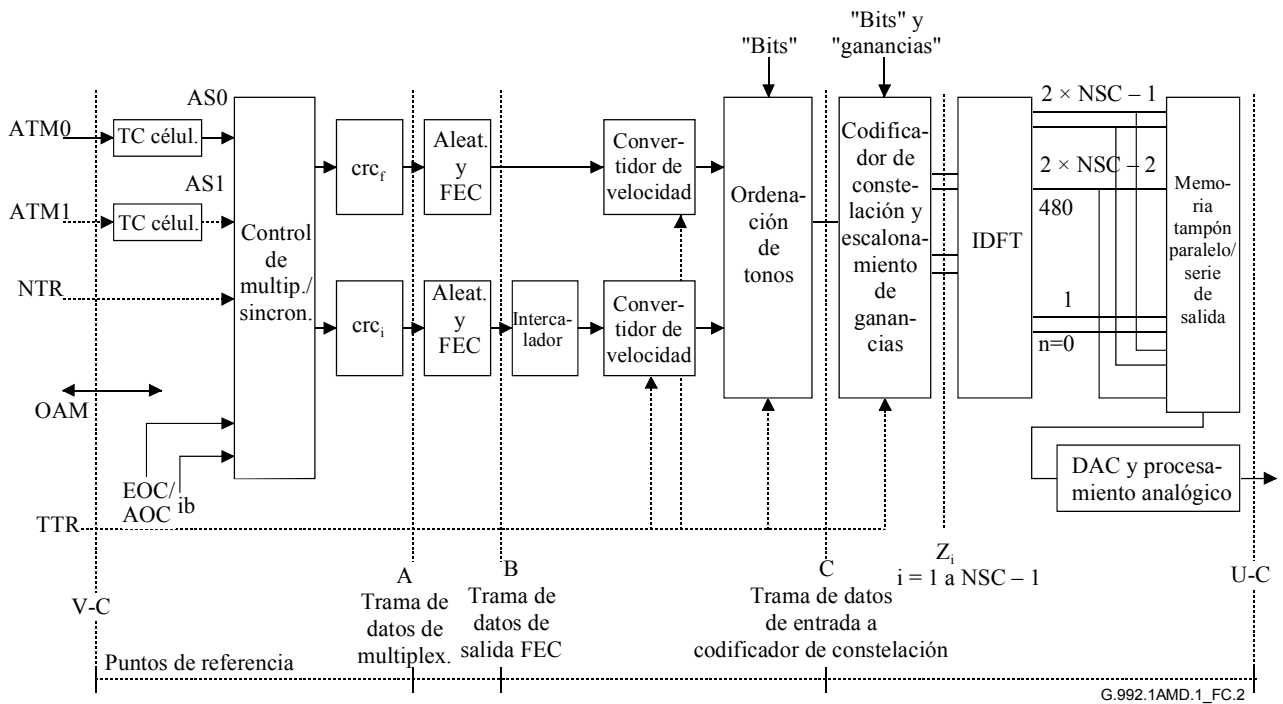 "Bits" y
"ganancias"
"Bits"
AS0
ATM0
TC célul.
AS1
ATM1
TC célul.
NTR
OAM
EOC/
AOC
ib
TTR
Control
de
multip./
sincron.
crcf
crci
Aleat.
y
FEC
Aleat.
y
FEC
Intercalador
Conver-
tidor de
velocidad
Conver-
tidor de
velocidad
Ordena-
ción
de
tonos
Codifica-
dor de
conste-
lación y
escalona-
miento
de
ganan-
cias
IDFT
2 × NSC – 1
2 × NSC – 2
480
1
n=0
Memo-
ria
tampón
paralelo/
serie
de
salida
DAC y procesa-
miento analógico
V-C
A
Trama de
datos de
multiplex.
B
Trama de
datos de
salida FEC
C
Trama de datos
de entrada a
codificador de constelación
Zi
i = 1 a NSC – 1
U-C
Puntos de referencia
G.992.1AMD.1_FC.2